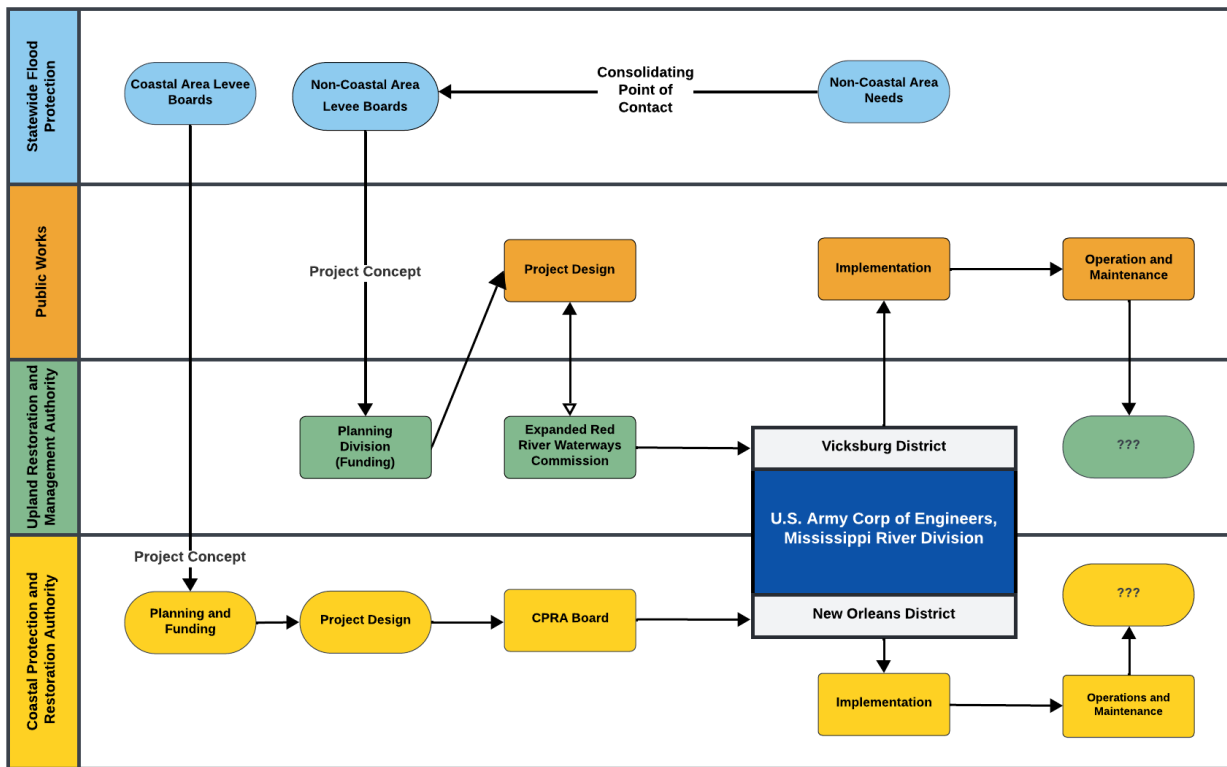 Statewide Flood
Protection
Coastal Area Levee
Boards
Non-Coastal Area
Levee Boards
Consolidating
Point of
Contact
Non-Coastal Area
Needs
Public Works
Project Concept
Project Design
Implementation
Operation and
Maintenance
Upland Restoration and
Management Authority
Planning
Division
(Funding)
Expanded Red
River Waterways
Commission
Vicksburg District
???
U.S. Army Corp of Engineers,
Mississippi River Division
Coastal Protection and
Restoration Authority
Project Concept
Planning and
Funding
Project Design
CPRA Board
New Orleans District
???
Implementation
Operations and
Maintenance